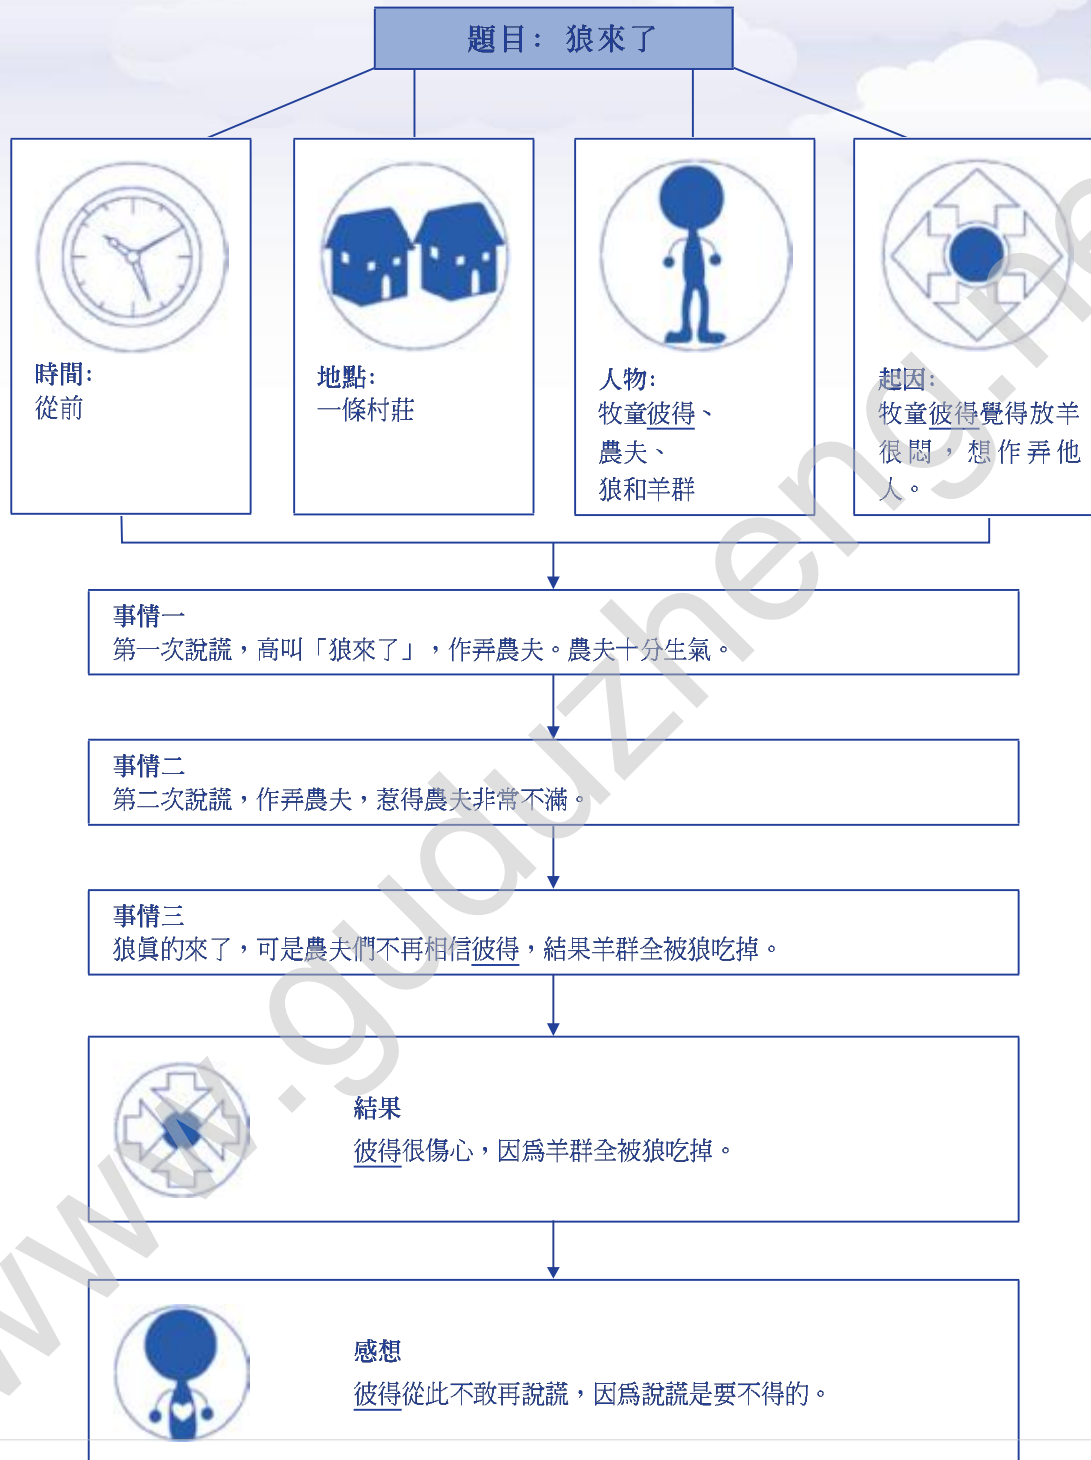 題目：狼來了
時間：
從前
地點：
一條村莊
人物：
牧童彼得、
農夫、
狼和羊群
起因：
牧童彼得覺得放羊
很悶，想作弄他
人。
事情一
第一次說謊，高叫「狼來了」，作弄農夫。農夫十分生氣。
事情二
第二次說謊，作弄農夫，惹得農夫非常不滿。
事情三
狼真的來了，可是農夫們不再相信彼得，結果羊群全被狼吃掉。
結果
彼得很傷心，因為羊群全被狼吃掉。
感想
彼得從此不敢再說謊，因為說謊是要不得的。
www.guduzheng.ne